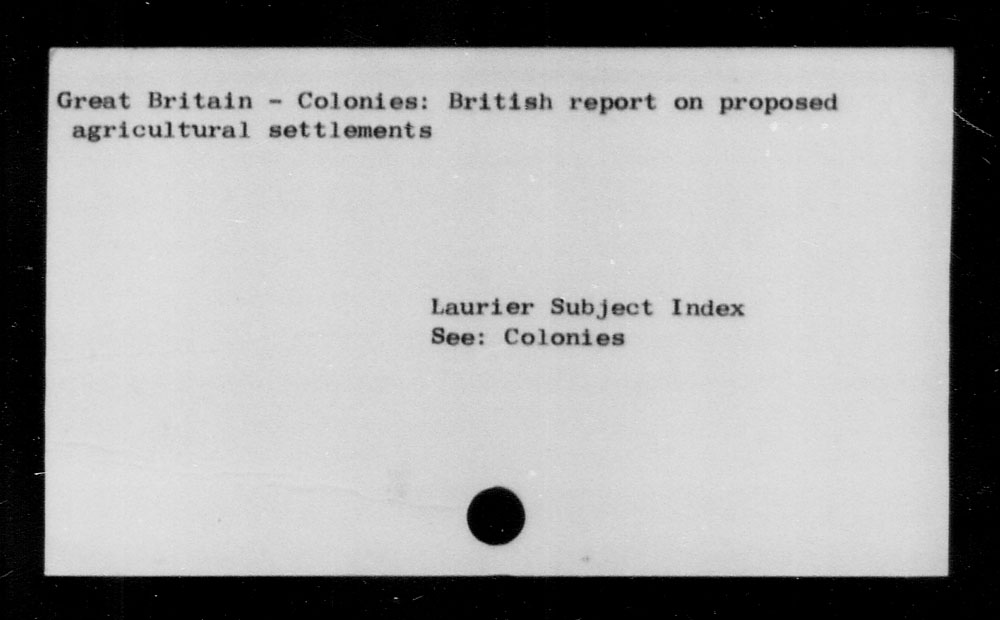 Great Britain - Colonies: British report on proposed
agricultural settlements
Laurier Subject Index
See: Colonies